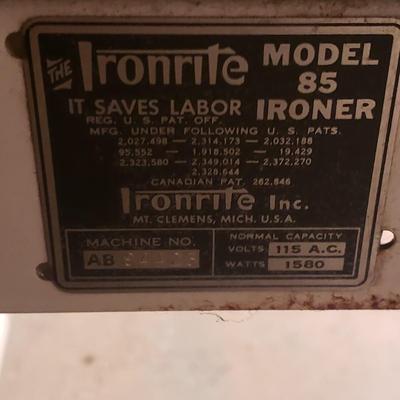 THE Ironrite MODEL 85 IRONER
IT SAVES LABOR
REG. U. S. PAT. OFF.
MFG. UNDER FOLLOWING U. S. PATS.
2,027,498 — 2,314,173 — 2,032,188
95,552 — 1,918,502 — 19,429
2,323,580 — 2,349,014 — 2,372,270
2,328,644
CANADIAN PAT. 262,846
Ironrite Inc.
MT. CLEMENS, MICH. U.S.A.
MACHINE NO.
AB
NORMAL CAPACITY
VOLTS 115 A.C.
WATTS 1580